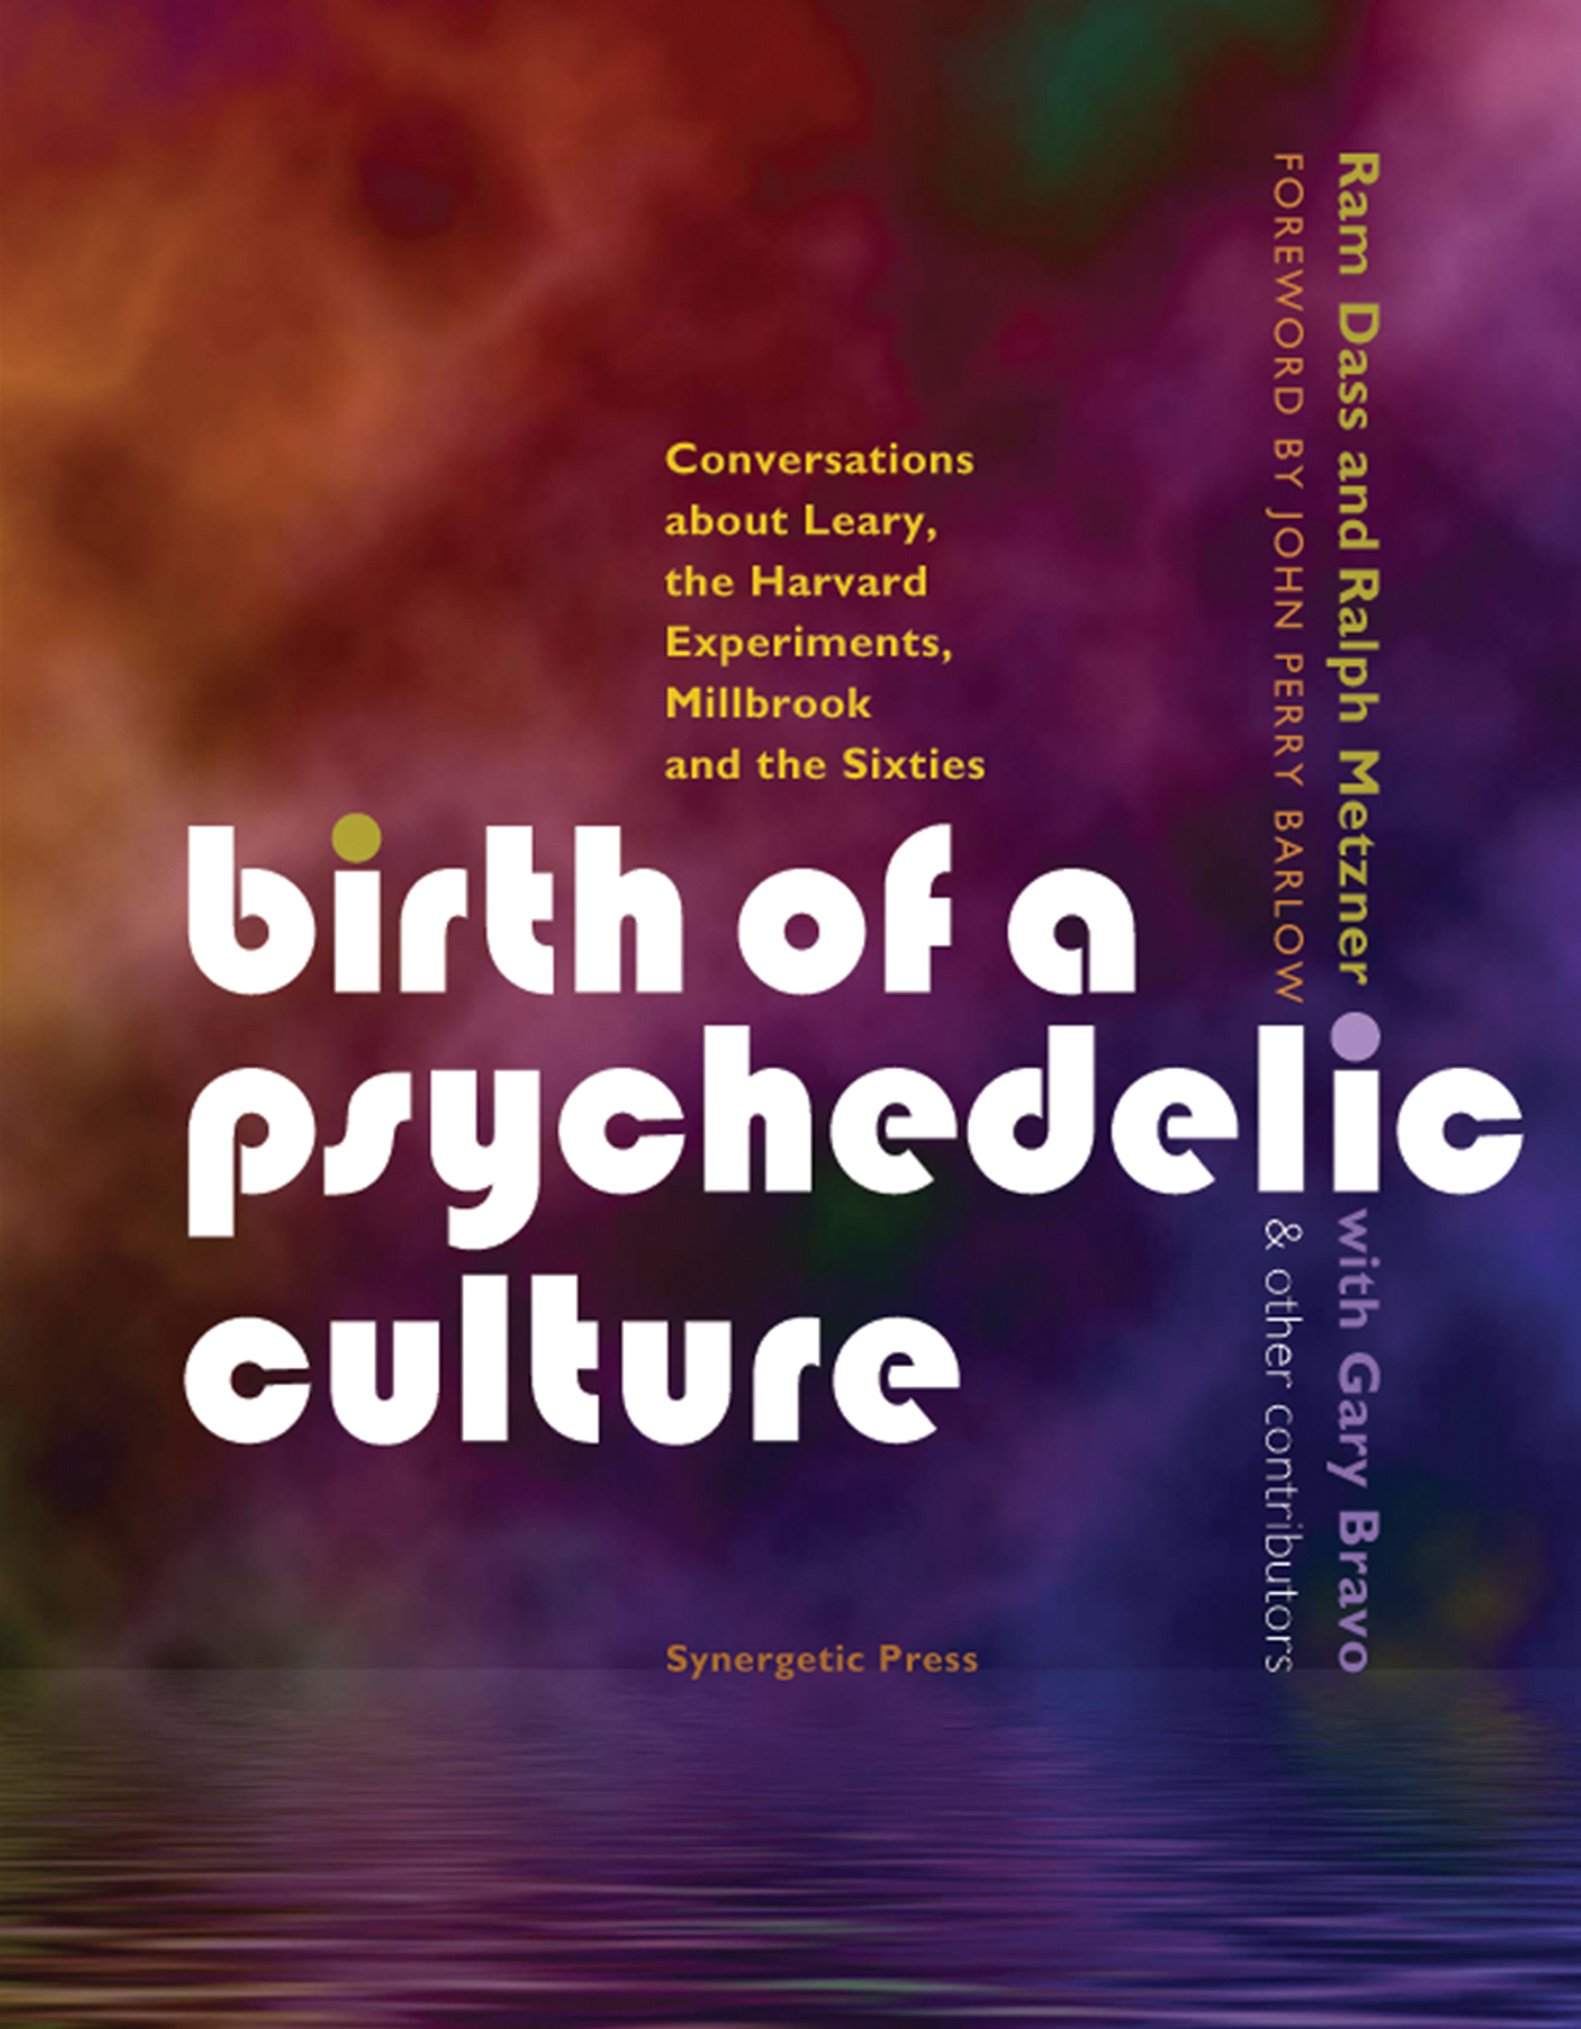 Conversations
about Leary,
the Harvard
Experiments,
Millbrook
and the Sixties
birth of a
psychedelic
culture
Ram Dass and Ralph Metzner
FOREWORD BY JOHN PERRY BARLOW
with Gary Bravo
& other contributors
Synergetic Press